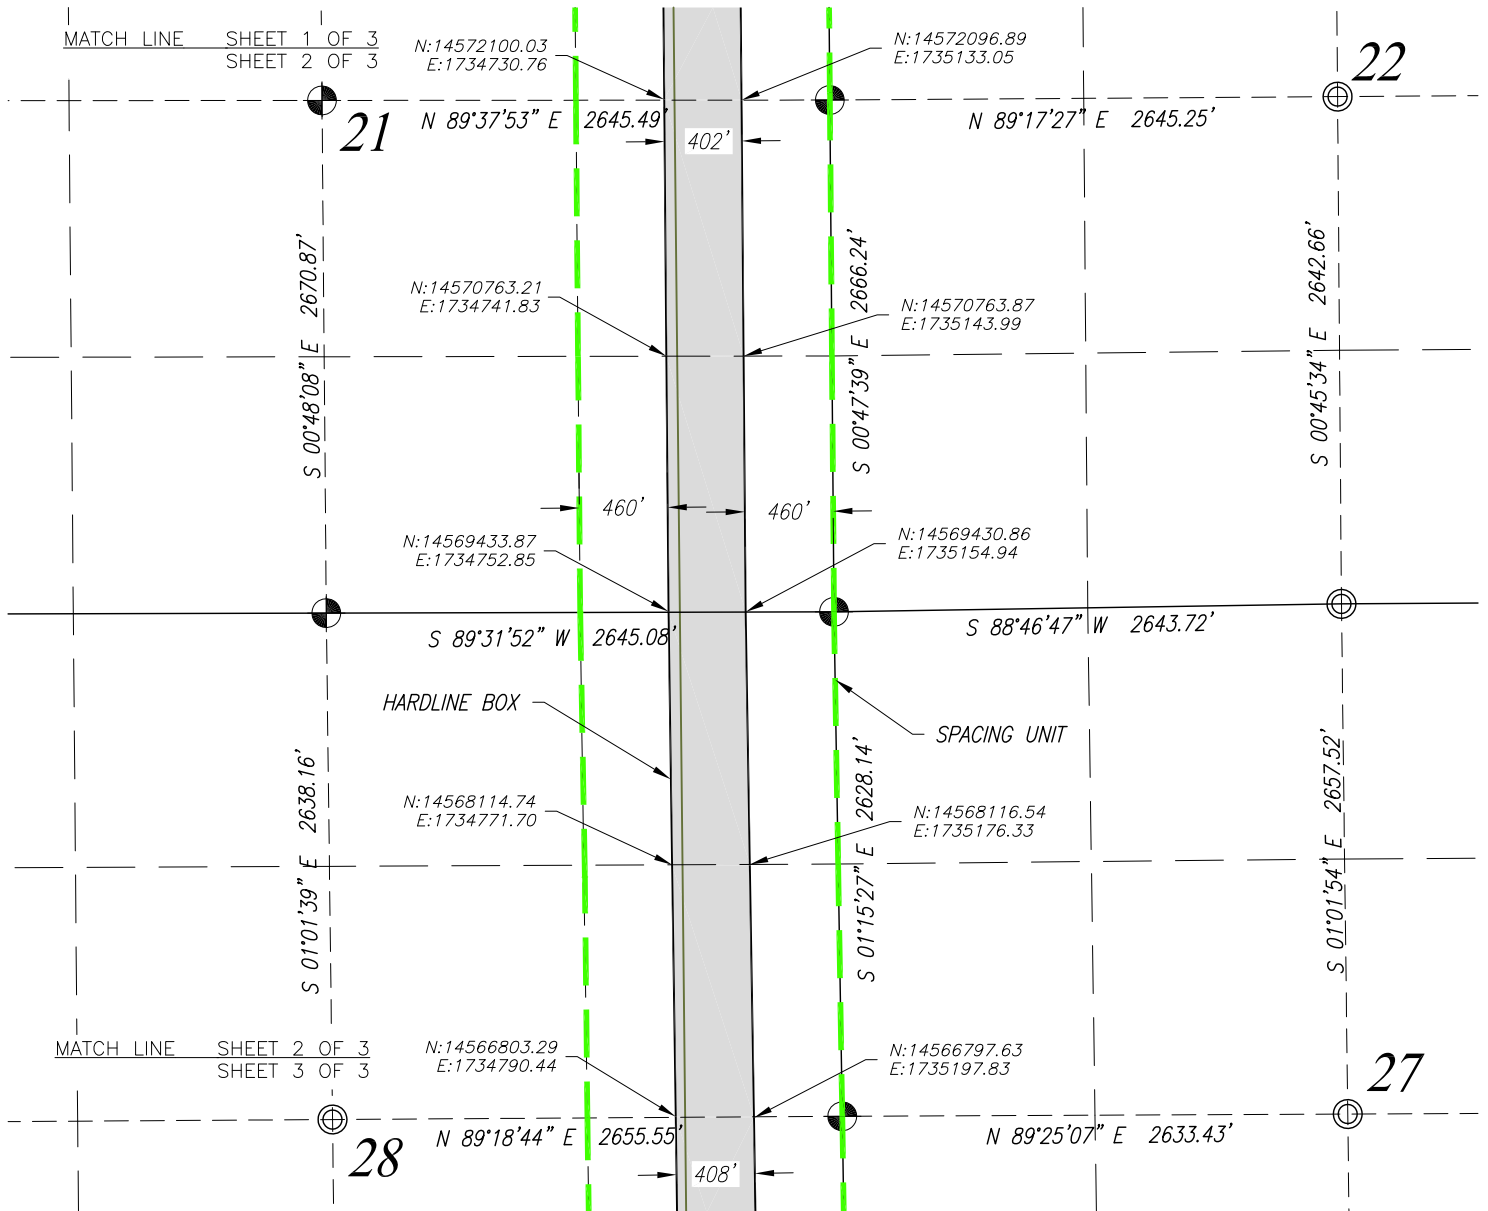 MATCH LINE SHEET 1 OF 3
SHEET 2 OF 3
N:14572100.03
E:1734730.76
N:14572096.89
E:1735133.05
22
21
N 89°37'53" E 2645.49'
N 89°17'27" E 2645.25'
402'
S 00°48'08" E 2670.87'
S 00°47'39" E 2666.24'
S 00°45'34" E 2642.66'
N:14570763.21
E:1734741.83
N:14570763.87
E:1735143.99
460'
460'
N:14569433.87
E:1734752.85
N:14569430.86
E:1735154.94
S 89°31'52" W 2645.08'
S 88°46'47" W 2643.72'
HARDLINE BOX
SPACING UNIT
S 01°01'39" E 2638.16'
S 01°15'27" E 2628.14'
S 01°01'54" E 2657.52'
N:14568114.74
E:1734771.70
N:14568116.54
E:1735176.33
MATCH LINE SHEET 2 OF 3
SHEET 3 OF 3
N:14566803.29
E:1734790.44
N:14566797.63
E:1735197.83
27
28
N 89°18'44" E 2655.55'
N 89°25'07" E 2633.43'
408'